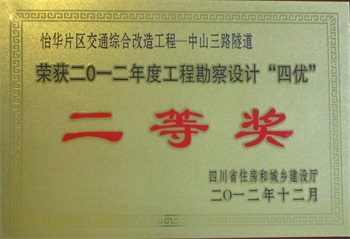 怡华片区交通综合改造工程—中山三路隧道
荣获二〇一二年度工程勘察设计“四优”
二等奖
四川省住房和城乡建设厅
二〇一二年十二月